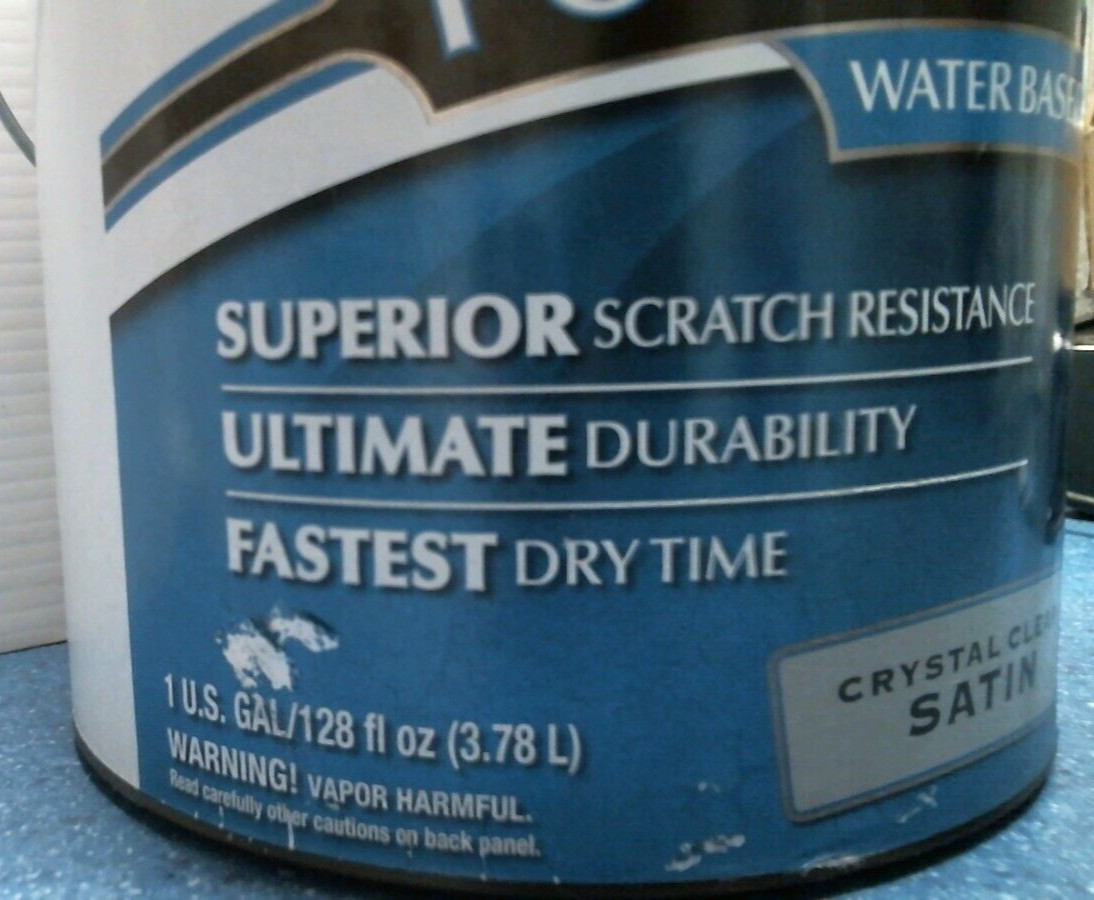 WATER BASE
SUPERIOR SCRATCH RESISTANCE
ULTIMATE DURABILITY
FASTEST DRY TIME
CRYSTAL CLEA
SATIN
1 U.S. GAL/128 fl oz (3.78 L)
WARNING! VAPOR HARMFUL.
Read carefully other cautions on back panel.